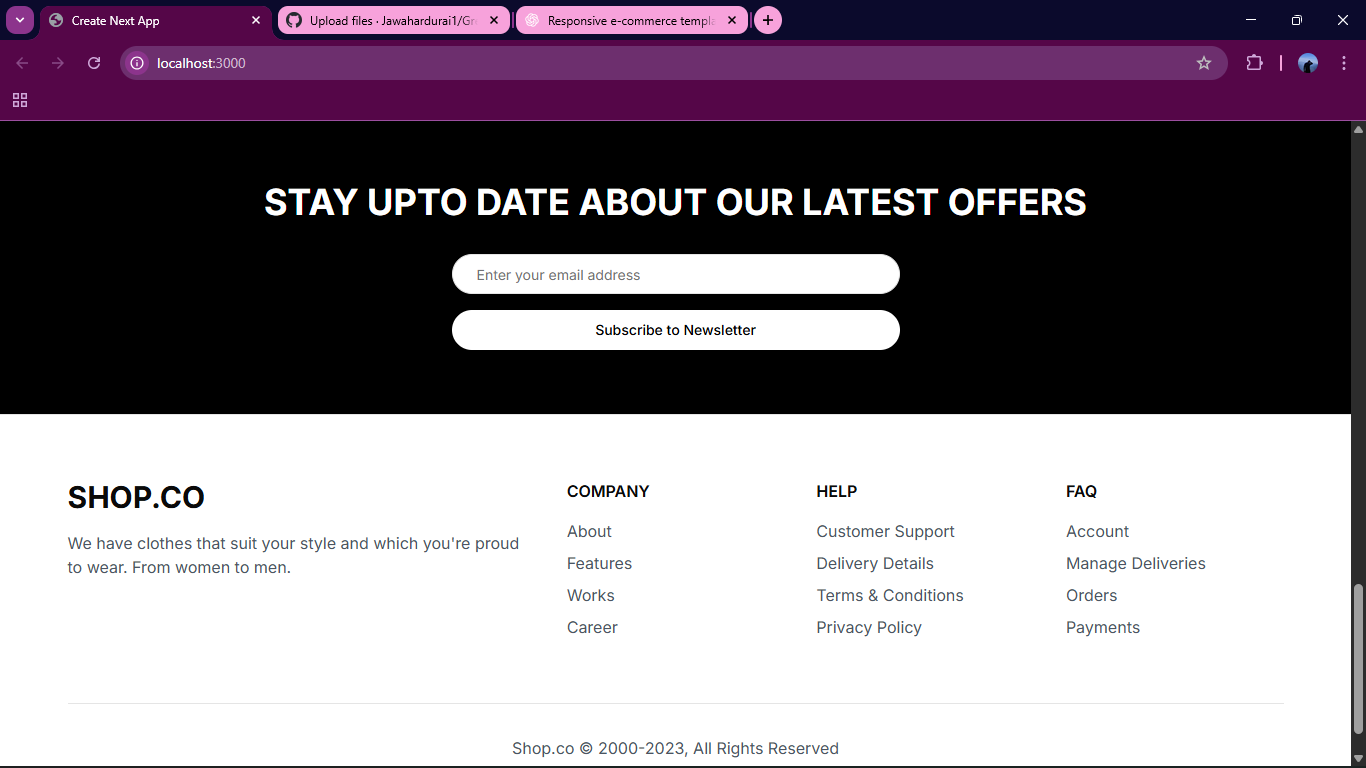 Create Next App
Upload files · Jawahardurai1/Gr
Responsive e-commerce templa
localhost:3000
STAY UPTO DATE ABOUT OUR LATEST OFFERS
Enter your email address
Subscribe to Newsletter
SHOP.CO
We have clothes that suit your style and which you're proud
to wear. From women to men.
COMPANY
About
Features
Works
Career
HELP
Customer Support
Delivery Details
Terms & Conditions
Privacy Policy
FAQ
Account
Manage Deliveries
Orders
Payments
Shop.co © 2000-2023, All Rights Reserved